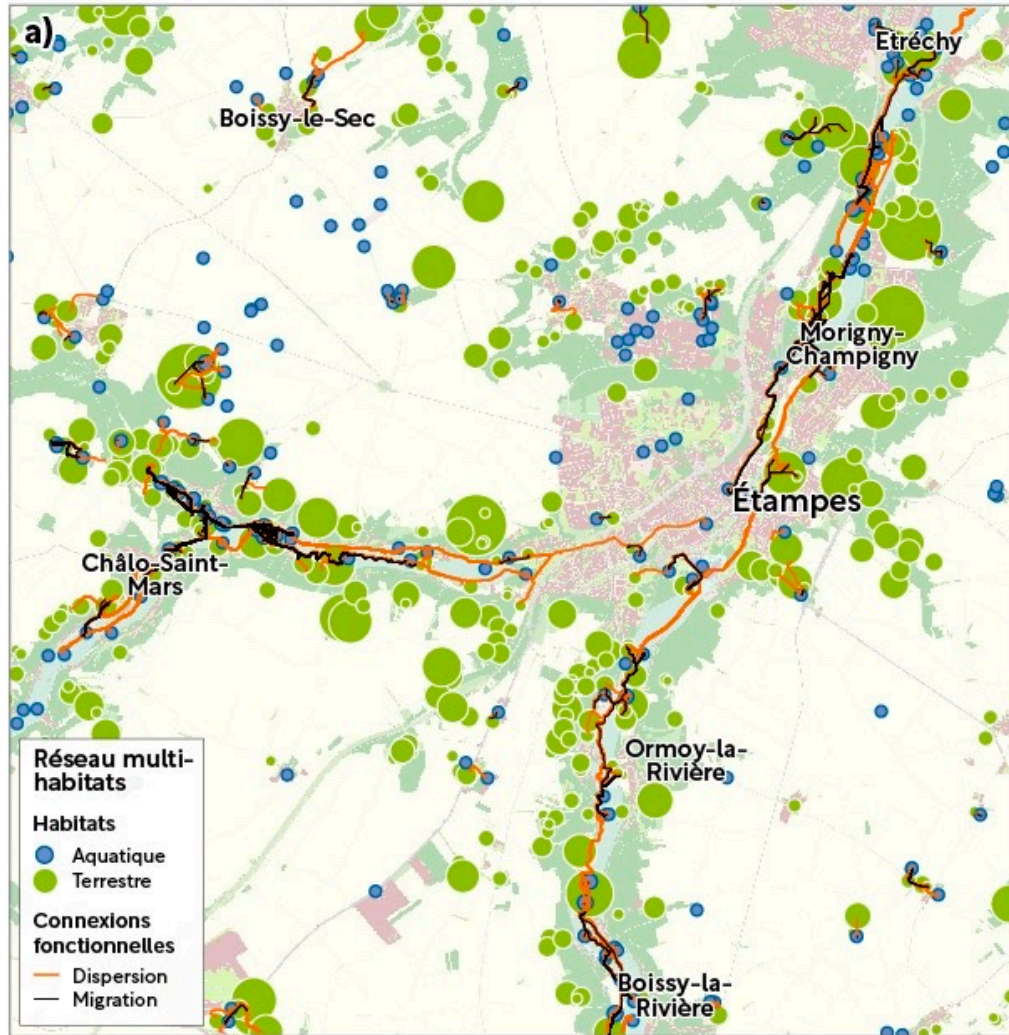 a)
Etréchy
Boissy-le-Sec
Morigny-
Champigny
Étampes
Châlo-Saint-
Mars
Ormoy-la-
Rivière
Boissy-la-
Rivière
Réseau multi-
habitats
Habitats
Aquatique
Terrestre
Connexions
fonctionnelles
Dispersion
Migration